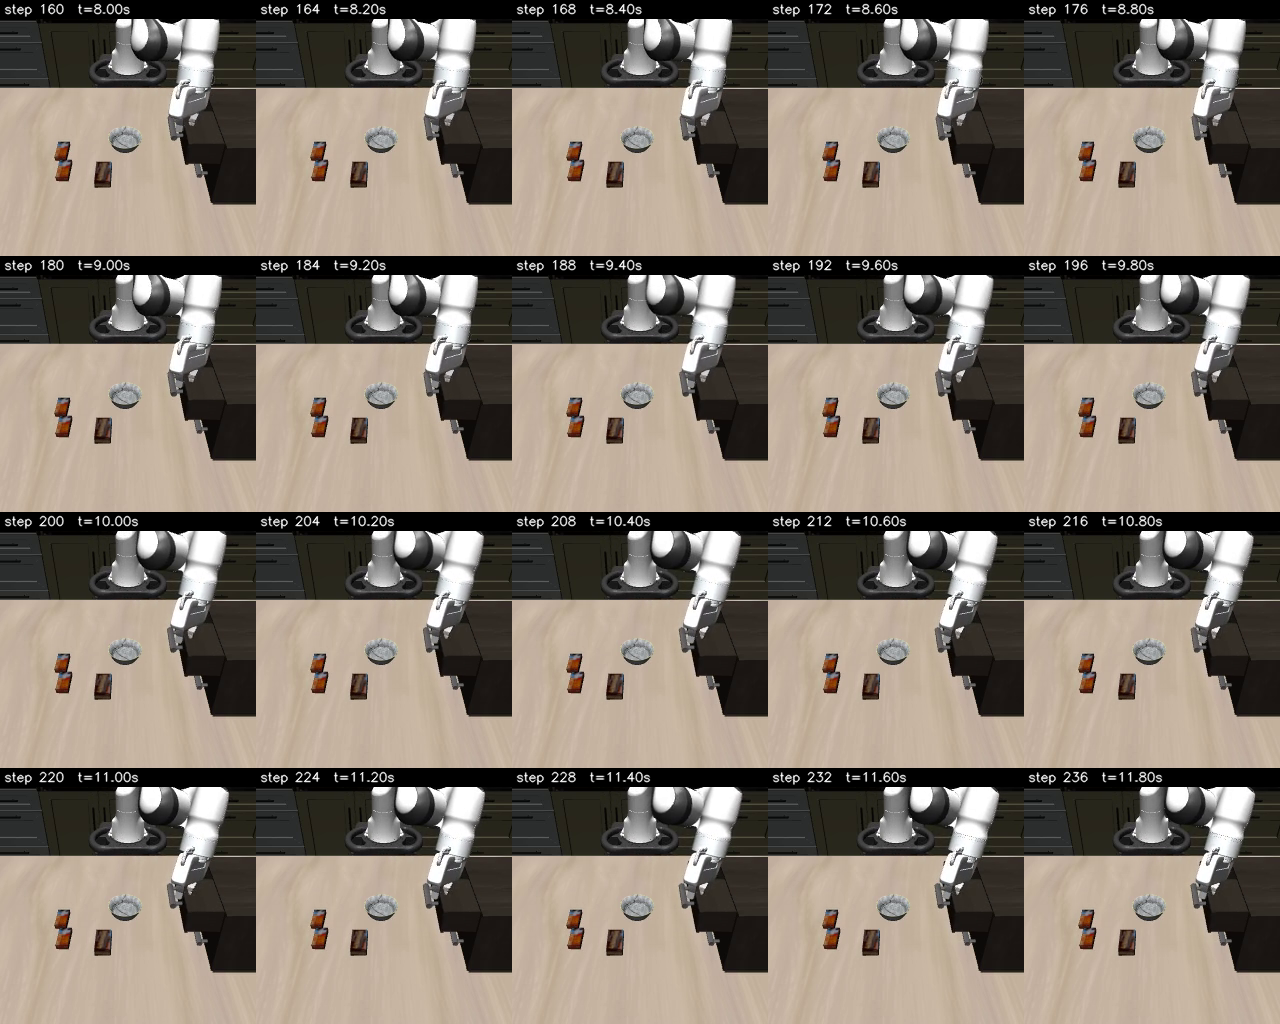 step 160 t=8.00s
step 164 t=8.20s
step 168 t=8.40s
step 172 t=8.60s
step 176 t=8.80s
step 180 t=9.00s
step 184 t=9.20s
step 188 t=9.40s
step 192 t=9.60s
step 196 t=9.80s
step 200 t=10.00s
step 204 t=10.20s
step 208 t=10.40s
step 212 t=10.60s
step 216 t=10.80s
step 220 t=11.00s
step 224 t=11.20s
step 228 t=11.40s
step 232 t=11.60s
step 236 t=11.80s